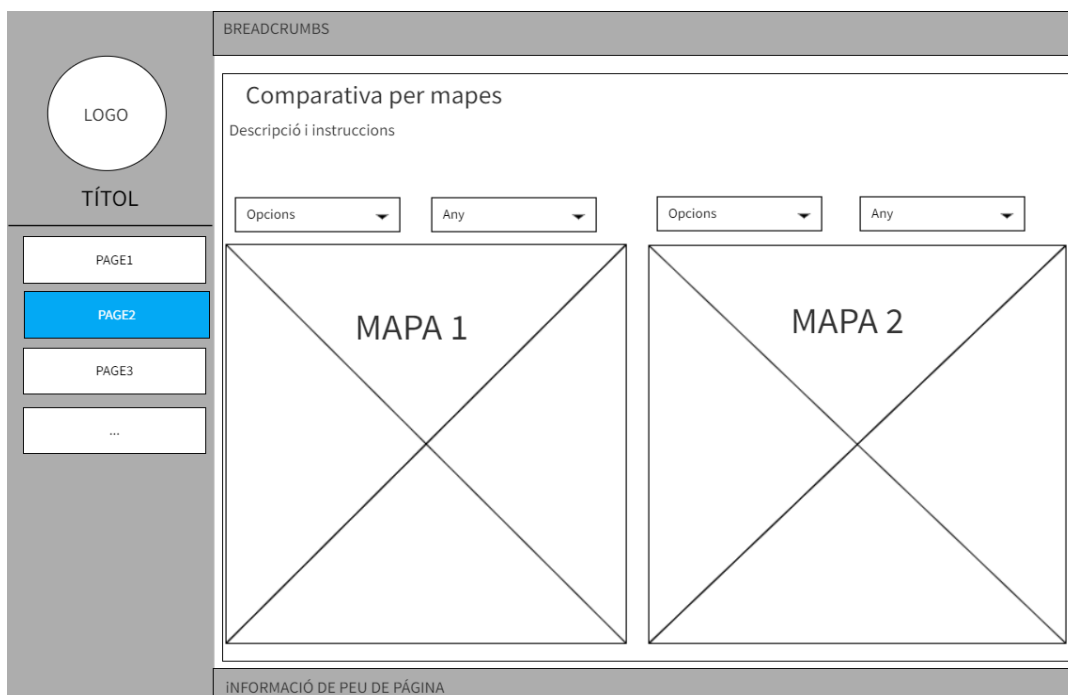 BREADCRUMBS
LOGO
TÍTOL
PAGE1
PAGE2
PAGE3
...
Comparativa per mapes
Descripció i instruccions
Opcions
Any
Opcions
Any
MAPA 1
MAPA 2
iNFORMACIÓ DE PEU DE PÁGINA